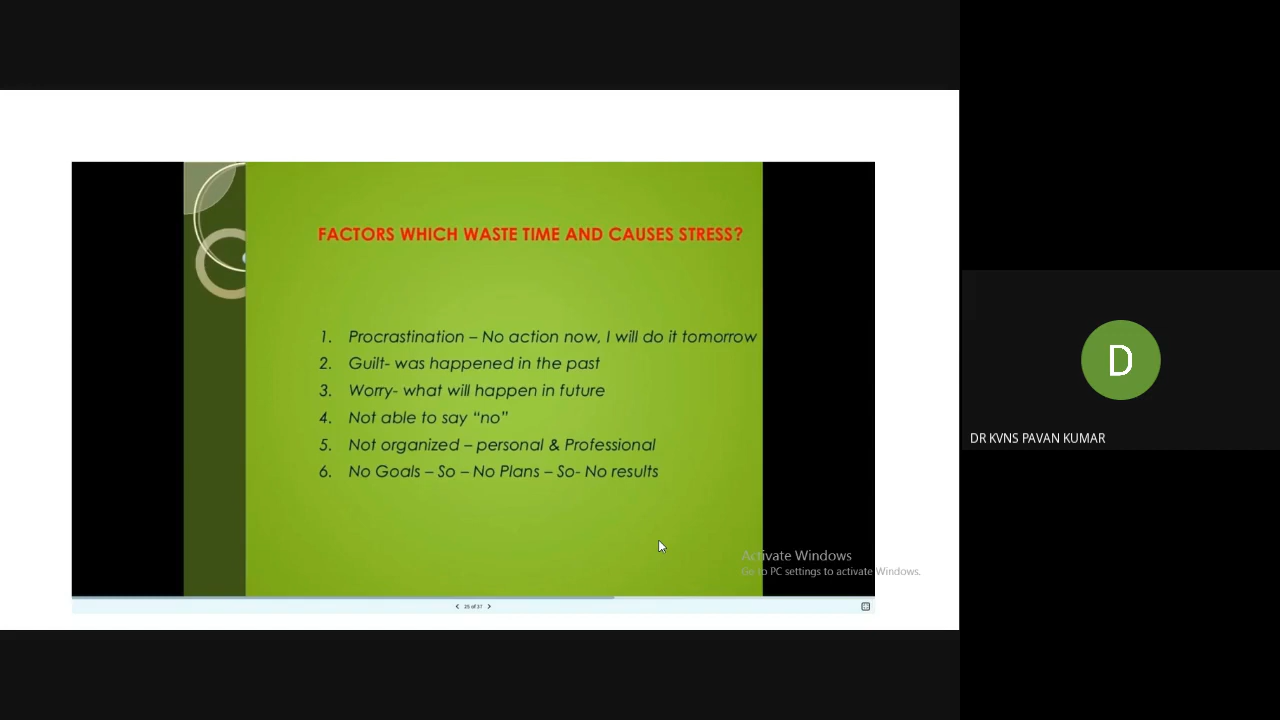 FACTORS WHICH WASTE TIME AND CAUSES STRESS?
1. Procrastination – No action now, I will do it tomorrow
2. Guilt- was happened in the past
3. Worry- what will happen in future
4. Not able to say “no”
5. Not organized – personal & Professional
6. No Goals – So – No Plans – So- No results
Activate Windows
Go to PC settings to activate Windows.
D
DR KVNS PAVAN KUMAR